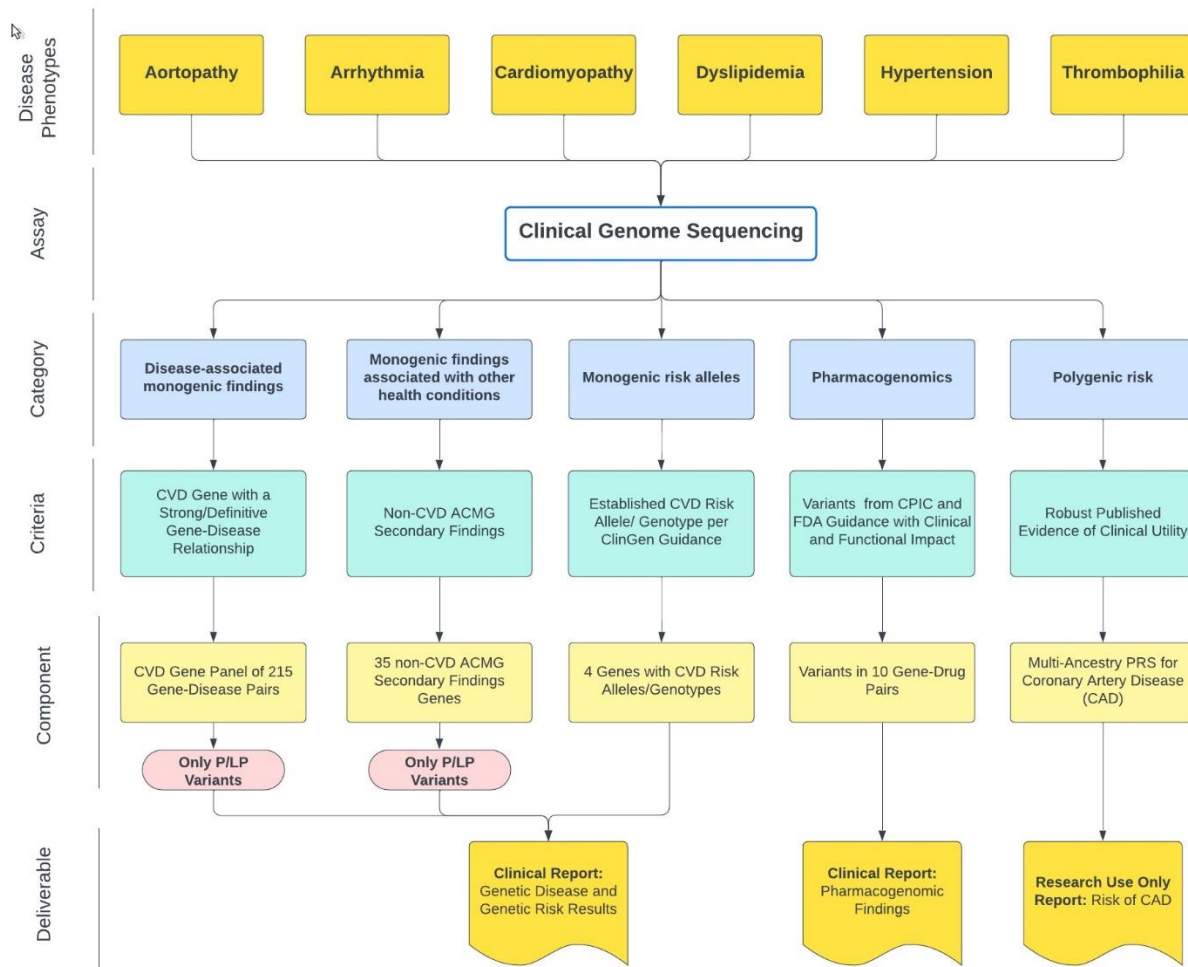 Disease
Phenotypes
Aortopathy
Arrhythmia
Cardiomyopathy
Dyslipidemia
Hypertension
Thrombophilia
Assay
Clinical Genome Sequencing
Category
Disease-associated
monogenic findings
Monogenic findings
associated with other
health conditions
Monogenic risk alleles
Pharmacogenomics
Polygenic risk
Criteria
CVD Gene with a
Strong/Definitive
Gene-Disease
Relationship
Non-CVD ACMG
Secondary Findings
Established CVD Risk
Allele/ Genotype per
ClinGen Guidance
Variants from CPIC and
FDA Guidance with Clinical
and Functional Impact
Robust Published
Evidence of Clinical Utility
Component
CVD Gene Panel of 215
Gene-Disease Pairs
35 non-CVD ACMG
Secondary Findings
Genes
4 Genes with CVD Risk
Alleles/Genotypes
Variants in 10 Gene-Drug
Pairs
Multi-Ancestry PRS for
Coronary Artery Disease
(CAD)
Only P/LP
Variants
Only P/LP
Variants
Deliverable
Clinical Report:
Genetic Disease and
Genetic Risk Results
Clinical Report:
Pharmacogenomic
Findings
Research Use Only
Report: Risk of CAD